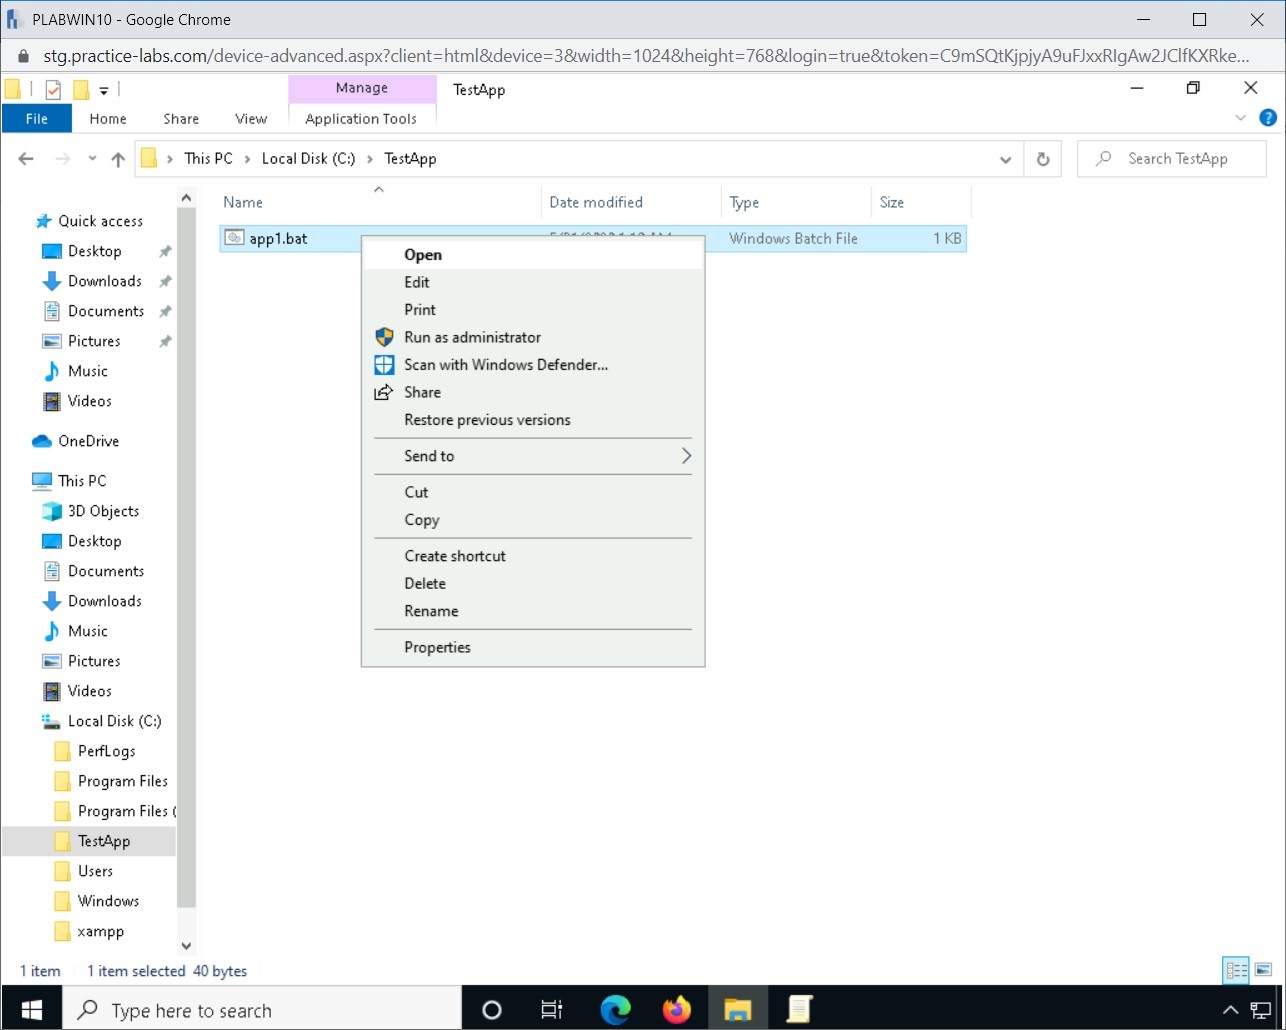 PLABWIN10 - Google Chrome
stg.practice-labs.com/device-advanced.aspx?client=html&device=3&width=1024&height=768&login=true&token=C9mSQtKjpjyA9uFJxxRIgAw2JClfKXRke...
Manage
TestApp
File
Home
Share
View
Application Tools
?
This PC
Local Disk (C:)
TestApp
Search TestApp
Name
Date modified
Type
Size
app1.bat
Windows Batch File
1 KB
Quick access
Desktop
Downloads
Documents
Pictures
Music
Videos
OneDrive
This PC
3D Objects
Desktop
Documents
Downloads
Music
Pictures
Videos
Local Disk (C:)
PerfLogs
Program Files
Program Files (
TestApp
Users
Windows
xampp
Open
Edit
Print
Run as administrator
Scan with Windows Defender...
Share
Restore previous versions
Send to
Cut
Copy
Create shortcut
Delete
Rename
Properties
1 item
1 item selected 40 bytes
Type here to search